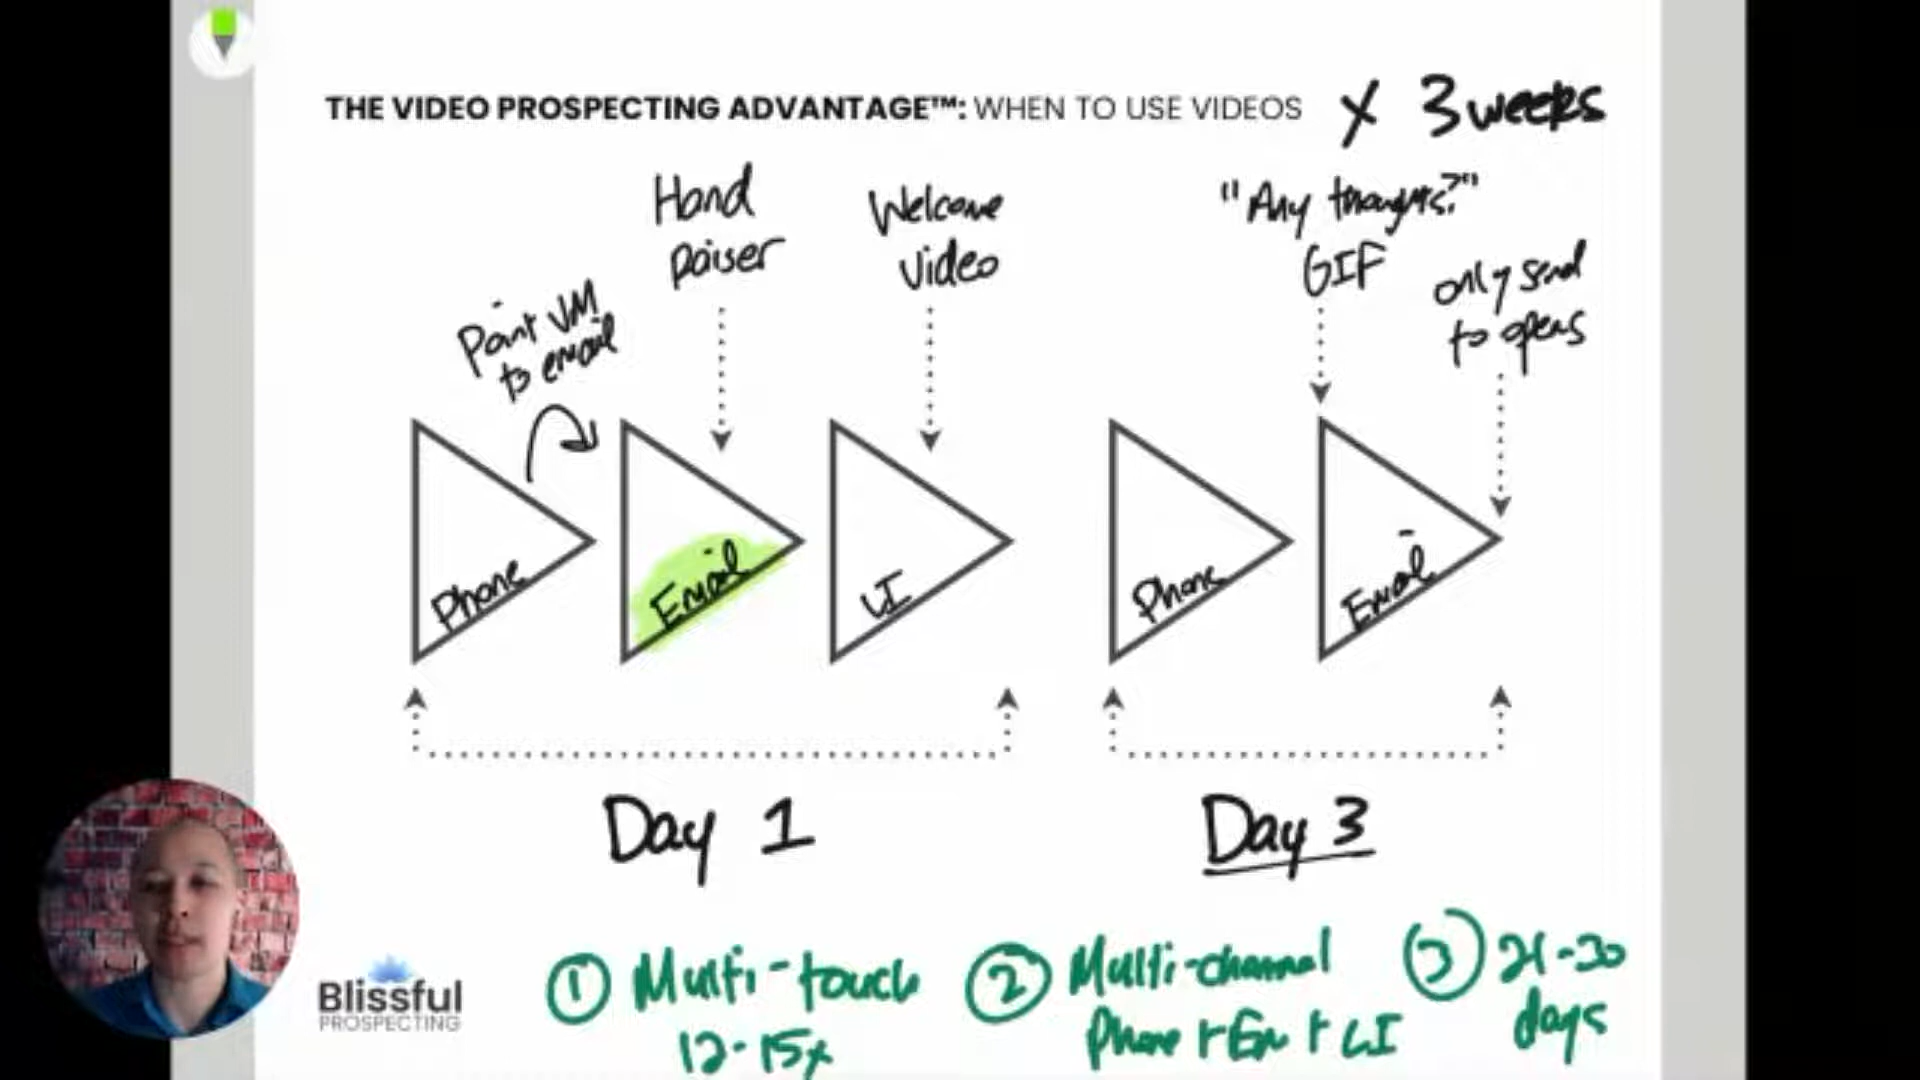 THE VIDEO PROSPECTING ADVANTAGE™: WHEN TO USE VIDEOS X 3 weeks
Hand
Raiser
Welcome
Video
"Any thoughts?"
GIF
only send
to opens
Point VM
to email
Phone
Email
LI
Phone
Email
Day 1
Day 3
Blissful
PROSPECTING
1 Multi-touch
12-15x
2 Multi-channel
Phone + Em + LI
3 21-30
days